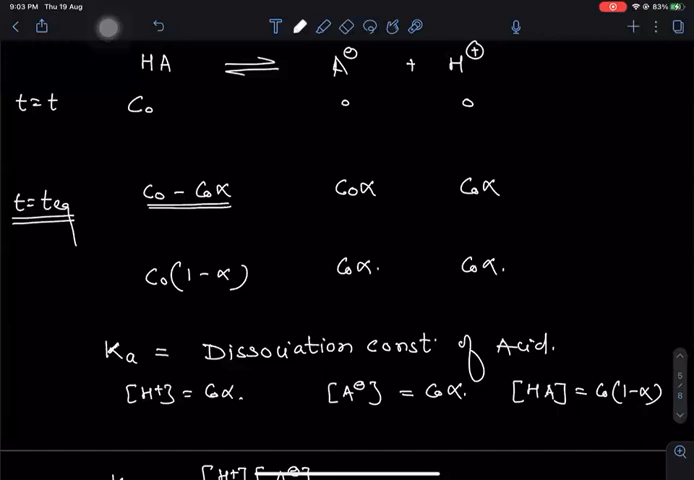 9:03 PM Thu 19 Aug 83%
HA ⇌ A⊖ + H⊕
t=t C₀ 0 0
t=teq C₀ - C₀α C₀α C₀α
C₀(1-α) C₀α. C₀α.
Ka = Dissociation const. of Acid.
[H+] = C₀α. [A⊖] = C₀α. [HA] = C₀(1-α)
[H+][A⊖]
5
8